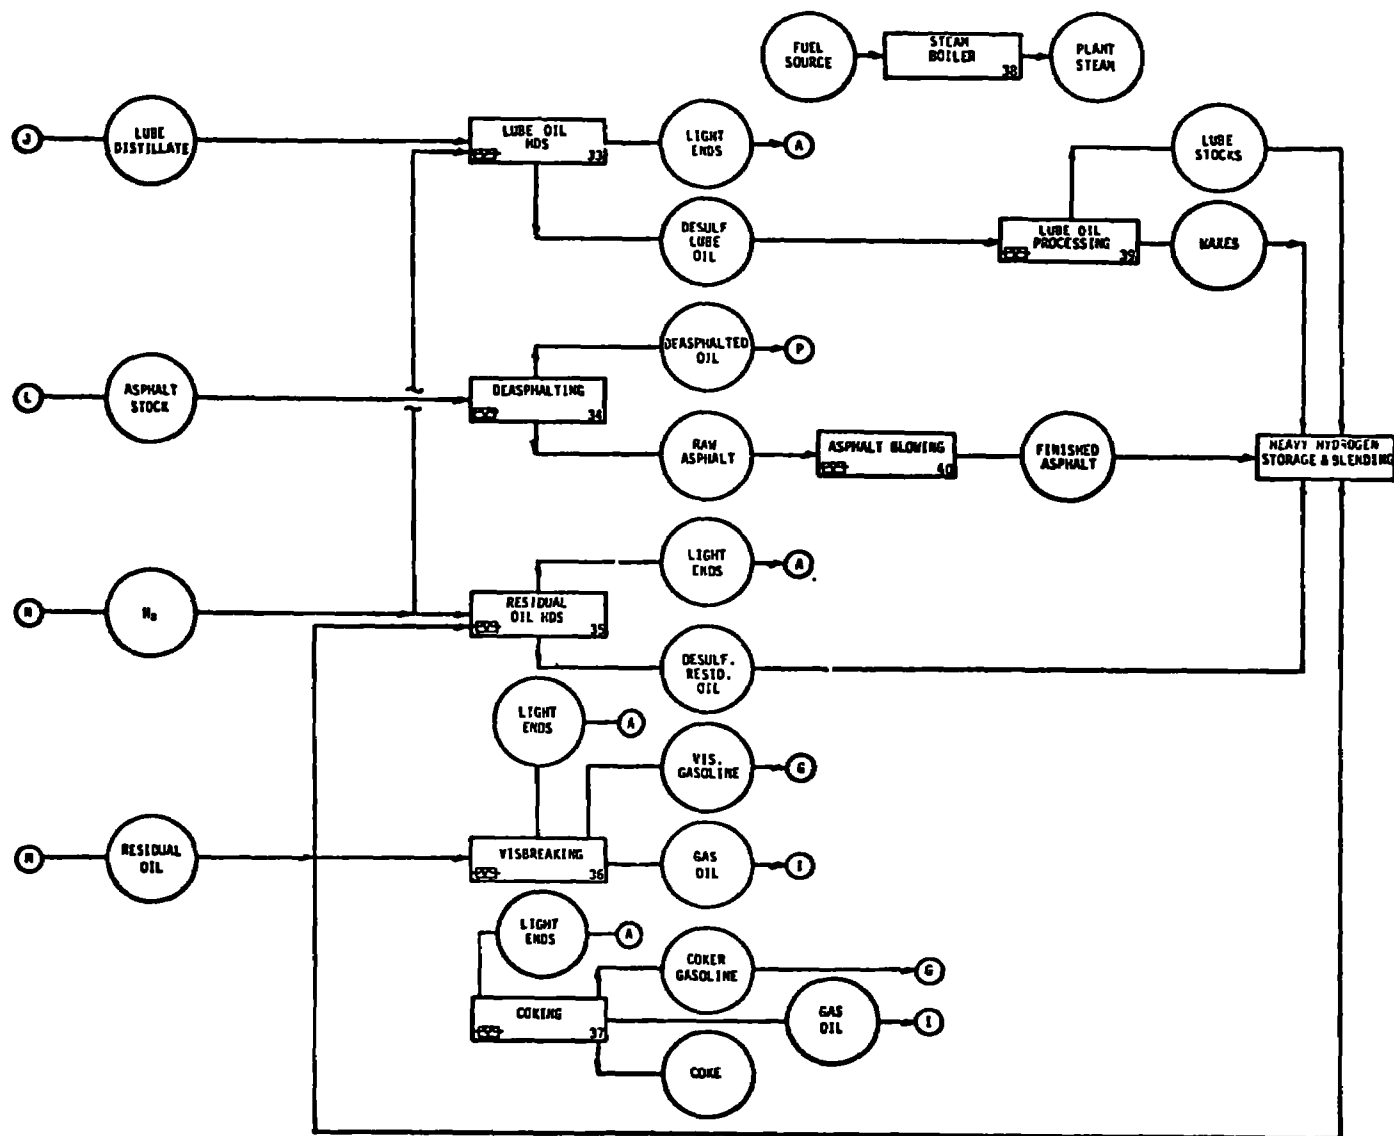 FUEL
SOURCE
STEAM
BOILER
38
PLANT
STEAM
J
LUBE
DISTILLATE
LUBE OIL
HDS
33
LIGHT
ENDS
A
LUBE
STOCKS
DESULF
LUBE
OIL
LUBE OIL
PROCESSING
39
WAXES
DEASPHALTED
OIL
P
L
ASPHALT
STOCK
DEASPHALTING
34
RAW
ASPHALT
ASPHALT BLOWING
40
FINISHED
ASPHALT
HEAVY HYDROGEN
STORAGE & BLENDING
LIGHT
ENDS
A
H₂
RESIDUAL
OIL HDS
35
DESULF.
RESID.
OIL
LIGHT
ENDS
A
VIS.
GASOLINE
G
RESIDUAL
OIL
VISBREAKING
36
GAS
OIL
I
LIGHT
ENDS
A
COKER
GASOLINE
G
COKING
37
GAS
OIL
I
COKE